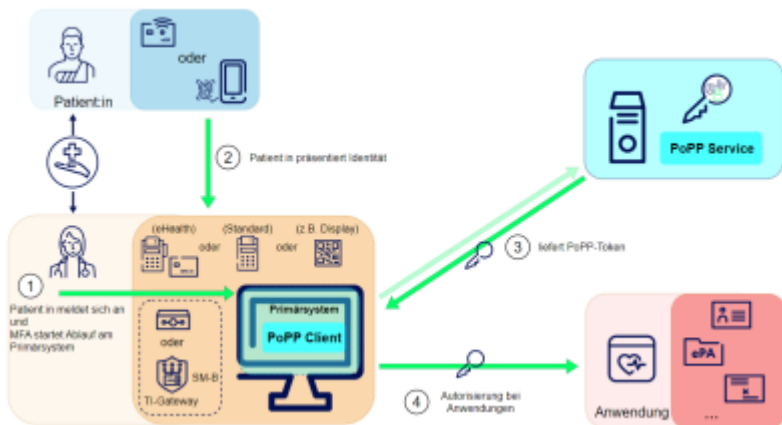 oder
Patient:in
2
Patient:in präsentiert Identität
PoPP Service
(eHealth)
(Standard)
(z.B. Display)
oder
oder
3
liefert PoPP-Token
1
Patient:in meldet sich an
und
MFA startet Ablauf am
Primärsystem
Primärsystem
PoPP Client
oder
SM-B
TI-Gateway
4
Autorisierung bei
Anwendungen
ePA
Anwendung
...